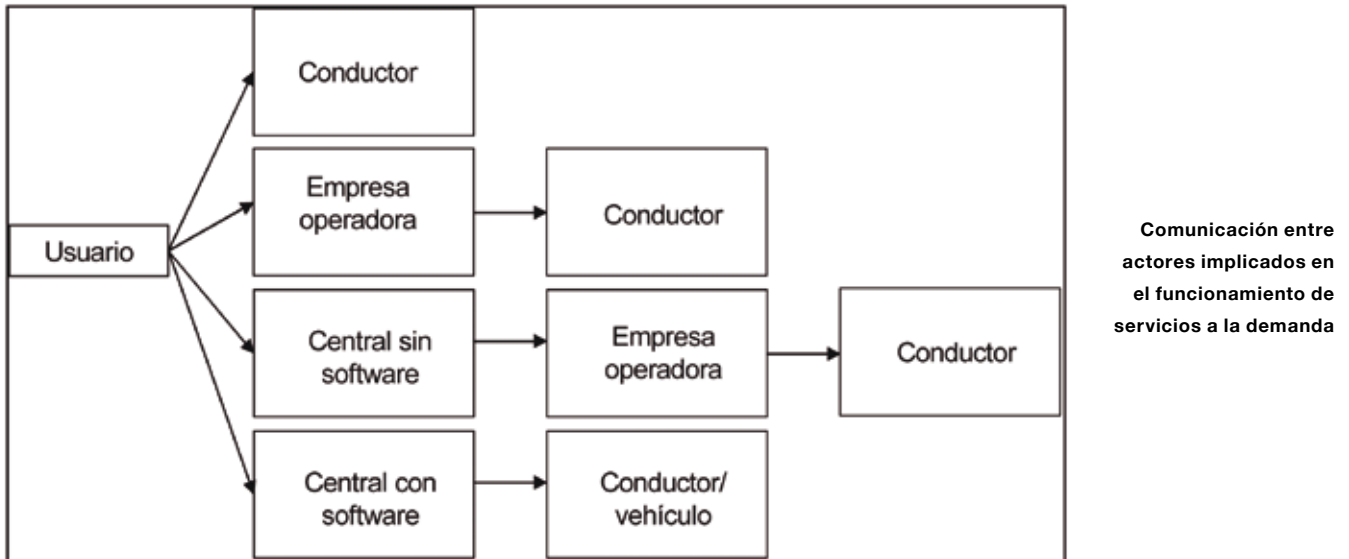 Conductor
Empresa
operadora
Conductor
Usuario
Central sin
software
Empresa
operadora
Conductor
Central con
software
Conductor/
vehículo
Comunicación entre
actores implicados en
el funcionamiento de
servicios a la demanda